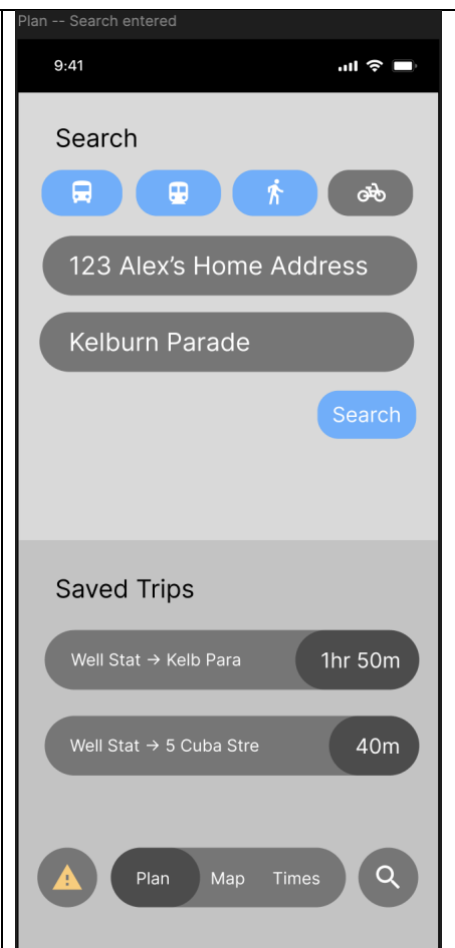 Plan -- Search entered
9:41
Search
123 Alex’s Home Address
Kelburn Parade
Search
Saved Trips
Well Stat → Kelb Para 1hr 50m
Well Stat → 5 Cuba Stre 40m
Plan Map Times